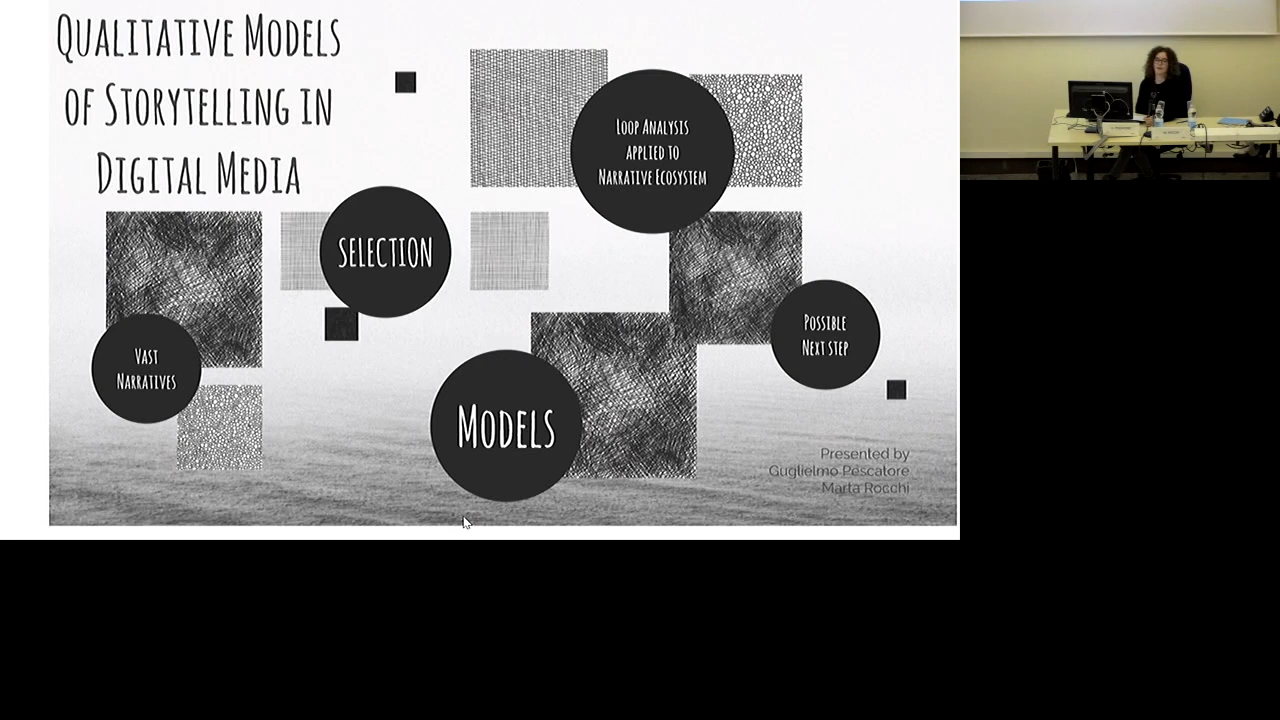 QUALITATIVE MODELS
OF STORYTELLING IN
DIGITAL MEDIA
VAST
NARRATIVES
SELECTION
MODELS
LOOP ANALYSIS
APPLIED TO
NARRATIVE ECOSYSTEM
POSSIBLE
NEXT STEP
Presented by
Guglielmo Pescatore
Marta Rocchi